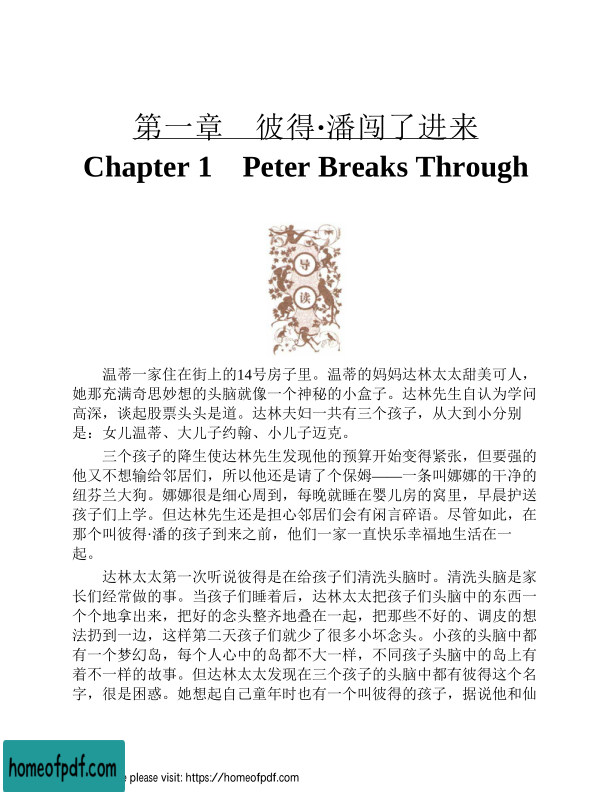 第一章　彼得·潘闯了进来
Chapter 1　Peter Breaks Through
导
读
温蒂一家住在街上的14号房子里。温蒂的妈妈达林太太甜美可人，
她那充满奇思妙想的头脑就像一个神秘的小盒子。达林先生自认为学问
高深，谈起股票头头是道。达林夫妇一共有三个孩子，从大到小分别
是：女儿温蒂、大儿子约翰、小儿子迈克。
三个孩子的降生使达林先生发现他的预算开始变得紧张，但要强的
他又不想输给邻居们，所以他还是请了个保姆——一条叫娜娜的干净的
纽芬兰大狗。娜娜很是细心周到，每晚就睡在婴儿房的窝里，早晨护送
孩子们上学。但达林先生还是担心邻居们会有闲言碎语。尽管如此，在
那个叫彼得·潘的孩子到来之前，他们一家一直快乐幸福地生活在一
起。
达林太太第一次听说彼得是在给孩子们清洗头脑时。清洗头脑是家
长们经常做的事。当孩子们睡着后，达林太太把孩子们头脑中的东西一
个个地拿出来，把好的念头整齐地叠在一起，把那些不好的、调皮的想
法扔到一边，这样第二天孩子们就少了很多小坏念头。小孩的头脑中都
有一个梦幻岛，每个人心中的岛都不大一样，不同孩子头脑中的岛上有
着不一样的故事。但达林太太发现在三个孩子的头脑中都有彼得这个名
字，很是困惑。她想起自己童年时也有一个叫彼得的孩子，据说他和仙
homeofpdf.com
e please visit: https://homeofpdf.com